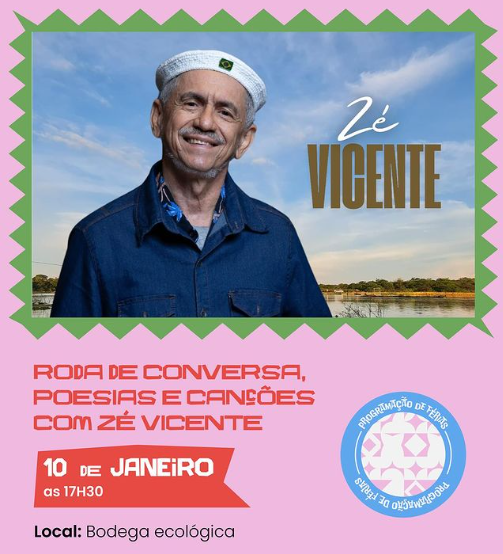 Zé
VICENTE
RODA DE CONVERSA,
POESIAS E CANÇÕES
COM ZÉ VICENTE
10 DE JANEIRO
as 17H30
Local: Bodega ecológica
PROGRAMAÇÃO DE FÉRIAS
PROGRAMAÇÃO DE FÉRIAS